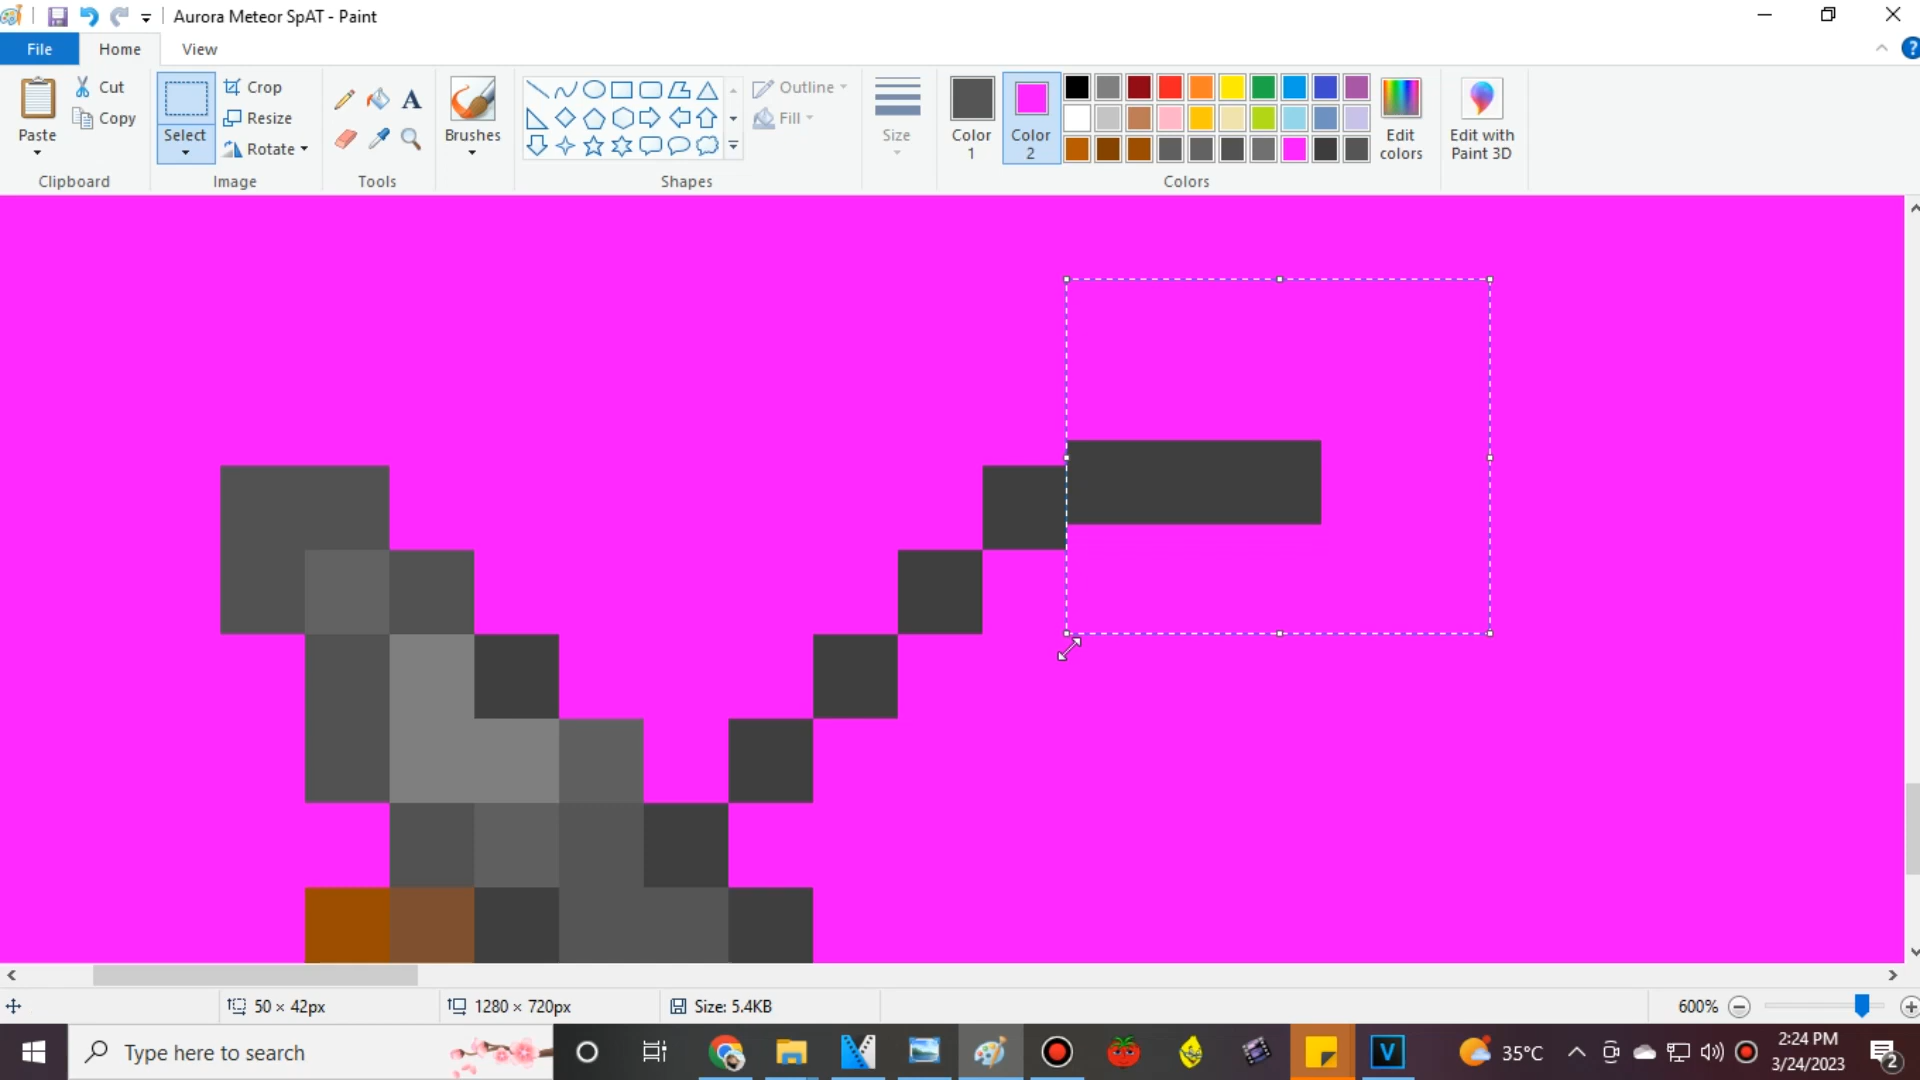 Aurora Meteor SpAT - Paint
File
Home
View
?
Paste
Cut
Copy
Clipboard
Select
Crop
Resize
Rotate
Image
A
Tools
Brushes
Shapes
Outline
Fill
Size
Color
1
Color
2
Colors
Edit
colors
Edit with
Paint 3D
50 × 42px
1280 × 720px
Size: 5.4KB
600%
Type here to search
V
35°C
2:24 PM
3/24/2023
2